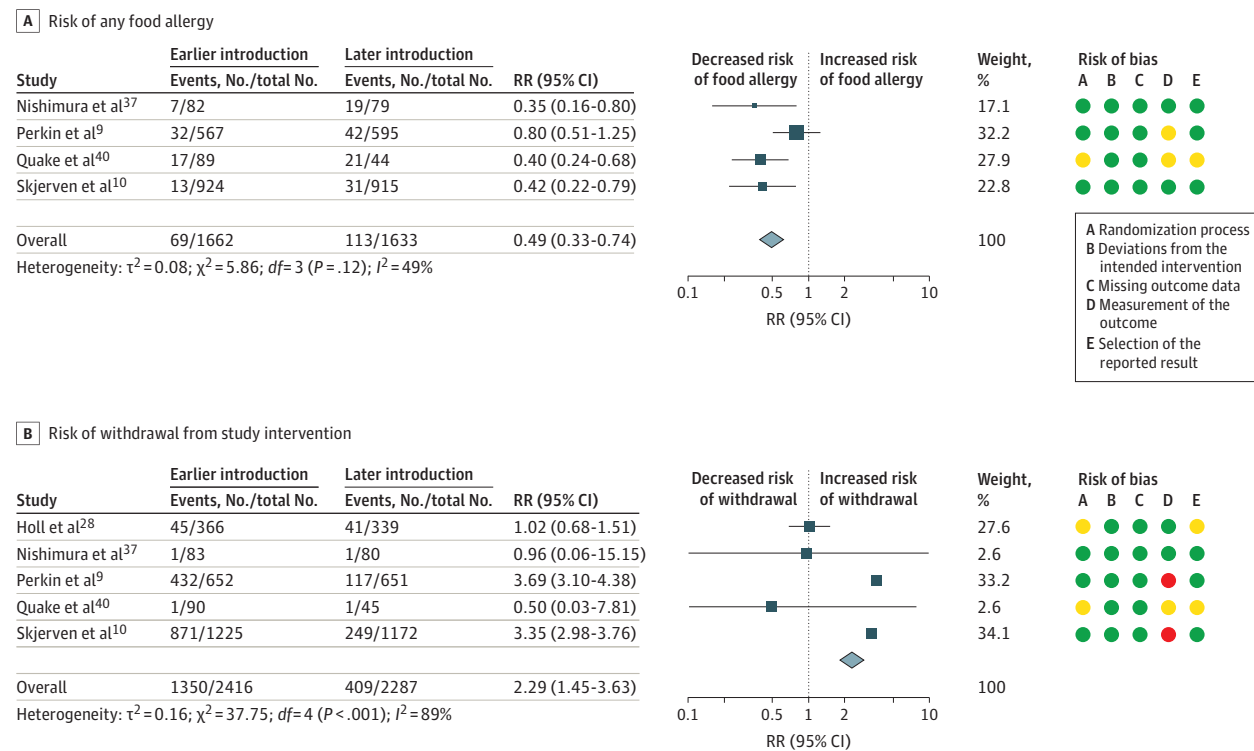 A Risk of any food allergy
Earlier introduction Later introduction Decreased risk of food allergy Increased risk of food allergy Weight, % Risk of bias
Study Events, No./total No. Events, No./total No. RR (95% CI) A B C D E
Nishimura et al37 7/82 19/79 0.35 (0.16-0.80) 17.1
Perkin et al9 32/567 42/595 0.80 (0.51-1.25) 32.2
Quake et al40 17/89 21/44 0.40 (0.24-0.68) 27.9
Skjerven et al10 13/924 31/915 0.42 (0.22-0.79) 22.8
Overall 69/1662 113/1633 0.49 (0.33-0.74) 100
Heterogeneity: τ2=0.08; χ2=5.86; df=3 (P=.12); I2=49%
0.1 0.5 1 2 10
RR (95% CI)
A Randomization process
B Deviations from the
intended intervention
C Missing outcome data
D Measurement of the
outcome
E Selection of the
reported result
B Risk of withdrawal from study intervention
Earlier introduction Later introduction Decreased risk of withdrawal Increased risk of withdrawal Weight, % Risk of bias
Study Events, No./total No. Events, No./total No. RR (95% CI) A B C D E
Holl et al28 45/366 41/339 1.02 (0.68-1.51) 27.6
Nishimura et al37 1/83 1/80 0.96 (0.06-15.15) 2.6
Perkin et al9 432/652 117/651 3.69 (3.10-4.38) 33.2
Quake et al40 1/90 1/45 0.50 (0.03-7.81) 2.6
Skjerven et al10 871/1225 249/1172 3.35 (2.98-3.76) 34.1
Overall 1350/2416 409/2287 2.29 (1.45-3.63) 100
Heterogeneity: τ2=0.16; χ2=37.75; df=4 (P<.001); I2=89%
0.1 0.5 1 2 10
RR (95% CI)